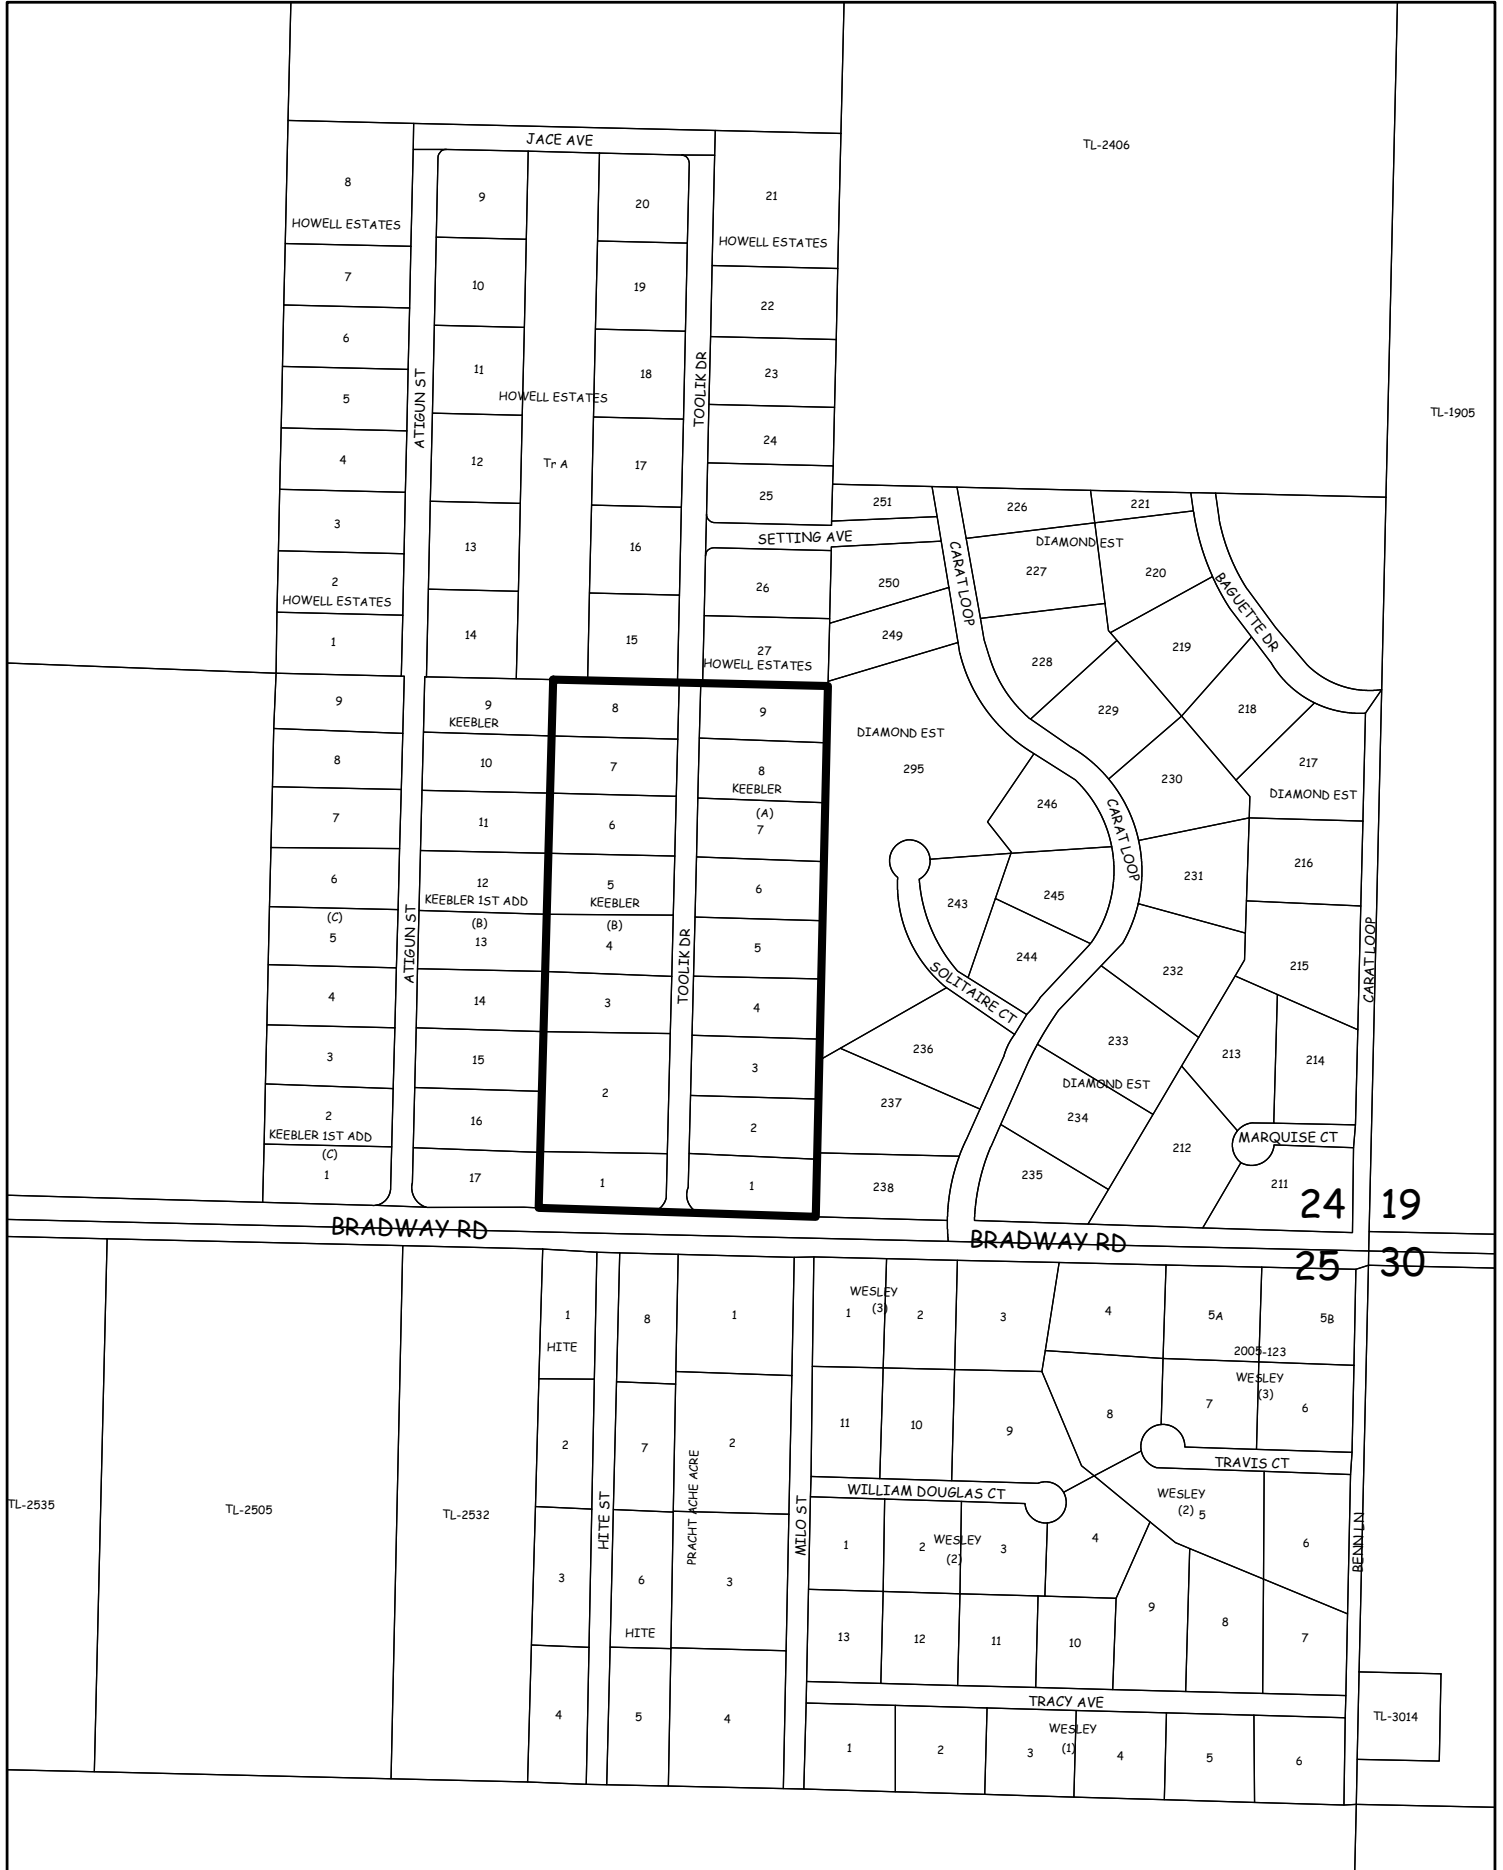 JACE AVE
TL-2406
8
9
20
21
HOWELL ESTATES
HOWELL ESTATES
7
10
19
22
6
11
18
23
ATIGUN ST
TOOLIK DR
HOWELL ESTATES
5
TL-1905
4
12
Tr A
17
24
25
3
13
16
251
226
221
SETTING AVE
CARAT LOOP
DIAMOND EST
2
HOWELL ESTATES
26
250
227
220
BAGUETTE DR
1
14
15
27
HOWELL ESTATES
249
228
219
9
9
KEEBLER
8
9
229
218
DIAMOND EST
295
8
10
7
8
KEEBLER
(A)
7
246
CARAT LOOP
230
217
DIAMOND EST
7
11
6
6
12
KEEBLER 1ST ADD
5
KEEBLER
6
243
245
231
216
(C)
5
ATIGUN ST
(B)
13
(B)
4
TOOLIK DR
5
244
SOLITAIRE CT
232
215
CARAT LOOP
4
14
3
4
236
233
213
214
3
15
2
3
237
DIAMOND EST
234
2
KEEBLER 1ST ADD
16
2
MARQUISE CT
(C)
1
17
1
1
238
235
212
211
24
19
BRADWAY RD
BRADWAY RD
25
30
1
HITE
8
1
WESLEY
(3)
1
2
3
4
5A
5B
2005-123
WESLEY
(3)
2
7
2
11
10
9
8
7
6
PRACHT ACHE ACRE
TRAVIS CT
TL-2535
TL-2505
TL-2532
HITE ST
MILO ST
WILLIAM DOUGLAS CT
WESLEY
(2)
5
BENN LN
3
6
3
1
2
WESLEY
(2)
3
4
6
HITE
13
12
11
10
9
8
7
TRACY AVE
4
5
4
1
2
3
WESLEY
(1)
4
5
6
TL-3014